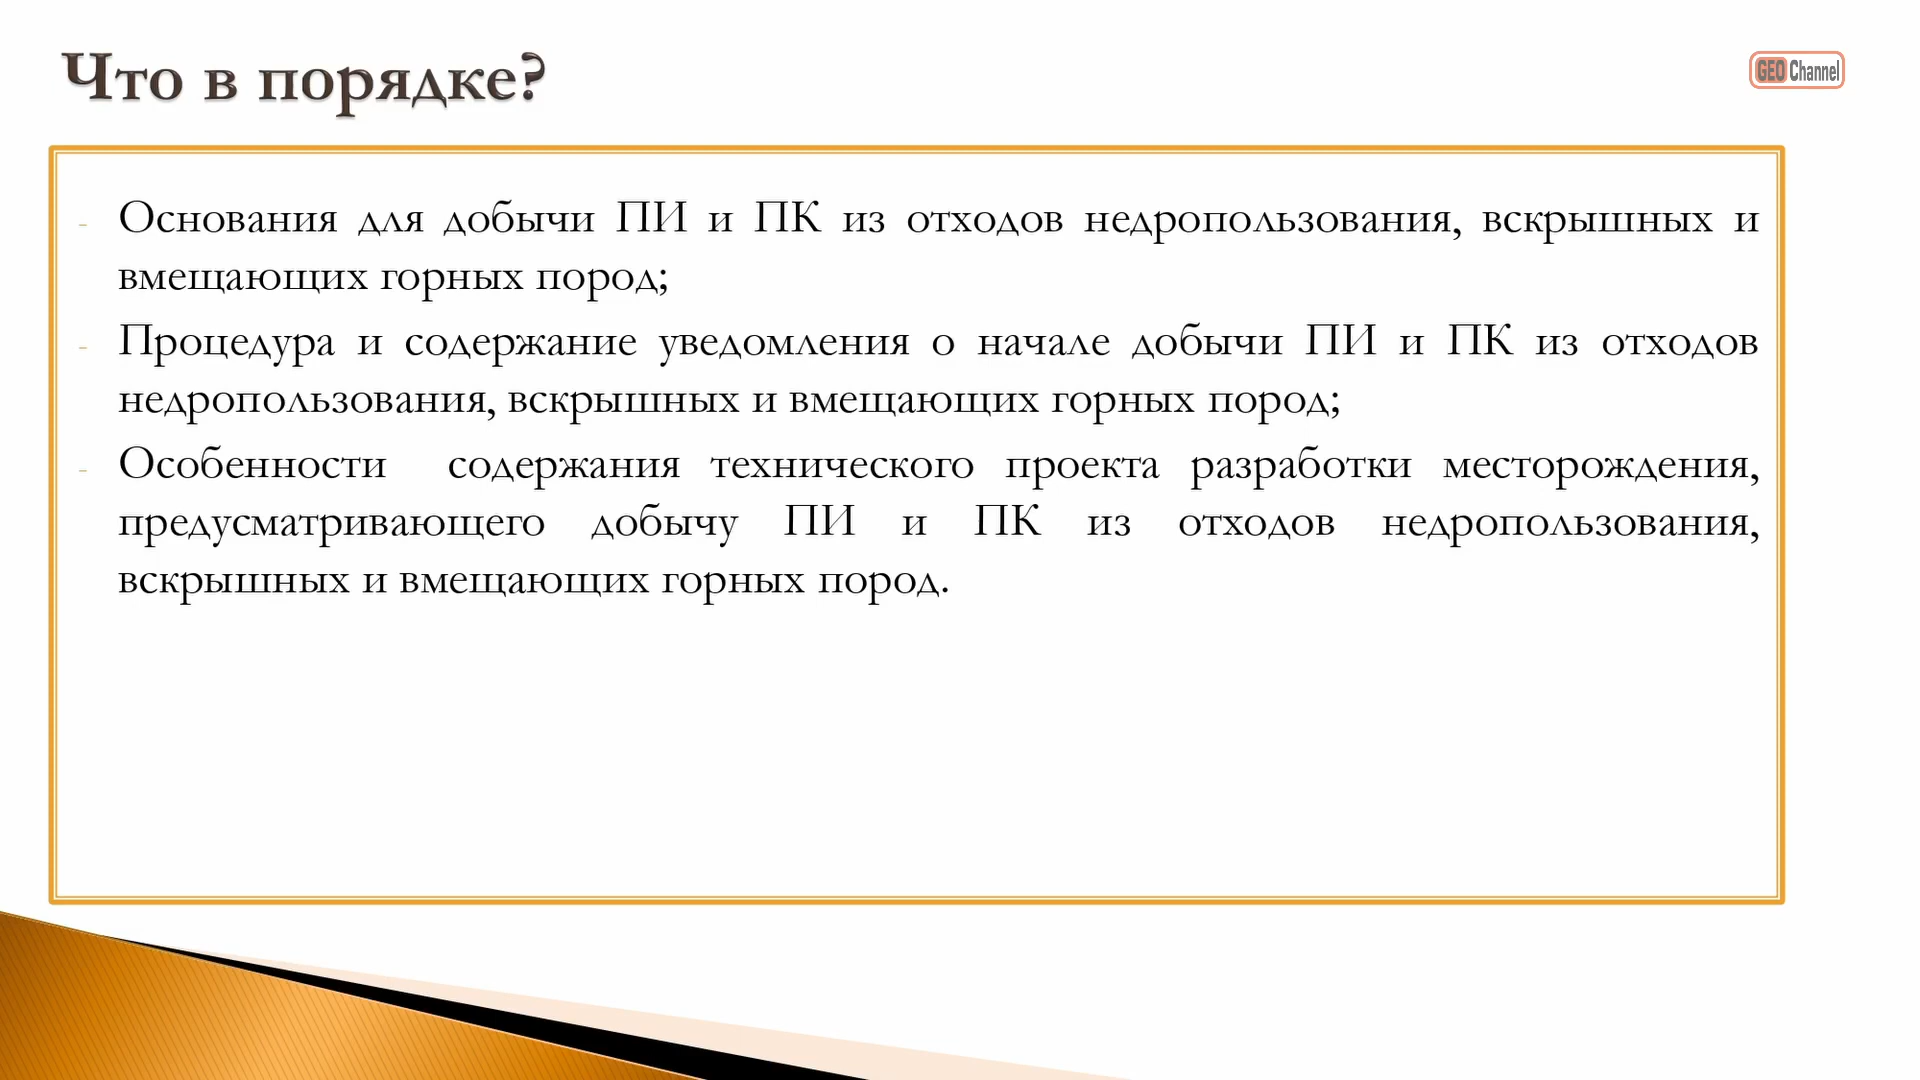 Что в порядке?
GEO Channel
- Основания для добычи ПИ и ПК из отходов недропользования, вскрышных и
вмещающих горных пород;
- Процедура и содержание уведомления о начале добычи ПИ и ПК из отходов
недропользования, вскрышных и вмещающих горных пород;
- Особенности содержания технического проекта разработки месторождения,
предусматривающего добычу ПИ и ПК из отходов недропользования,
вскрышных и вмещающих горных пород.